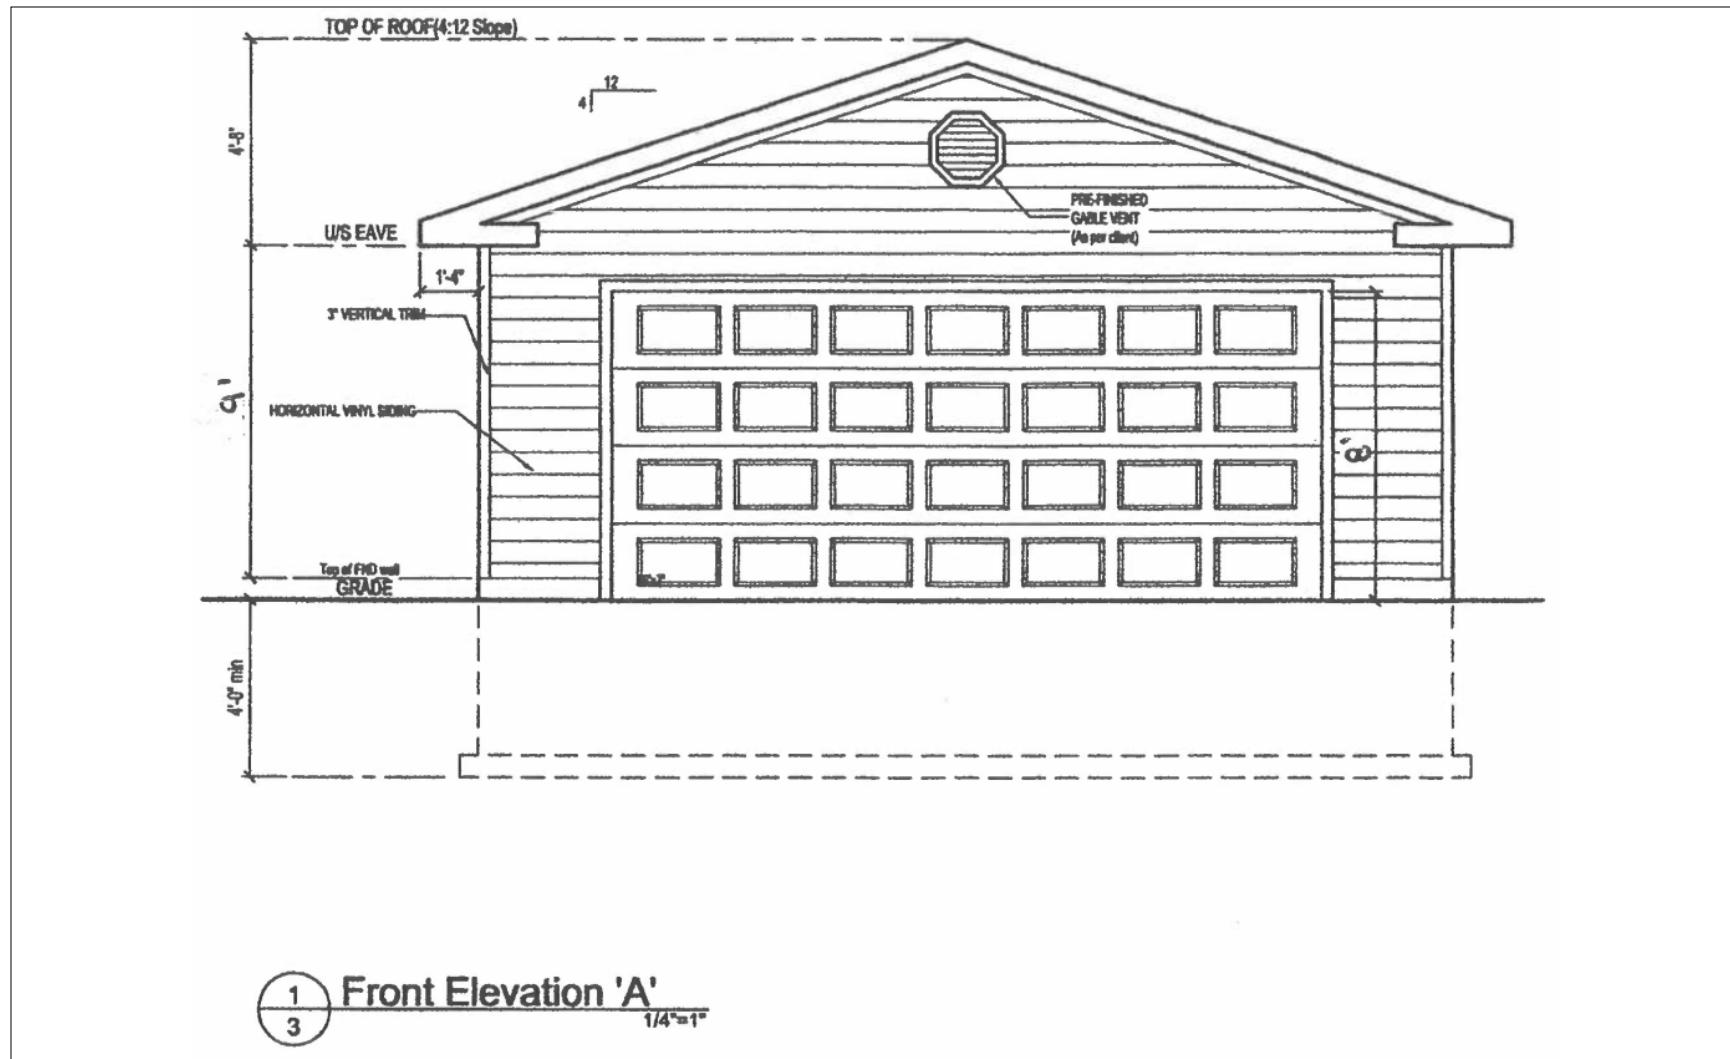 TOP OF ROOF(4:12 Slope)
12
4
4'-8"
PRE-FINISHED
GABLE VENT
(As per client)
U/S EAVE
1'-4"
3" VERTICAL TRIM
9'
HORIZONTAL VINYL SIDING
8'
Top of FND wall
GRADE
4'-0" min
1
3
Front Elevation 'A'
1/4"=1"